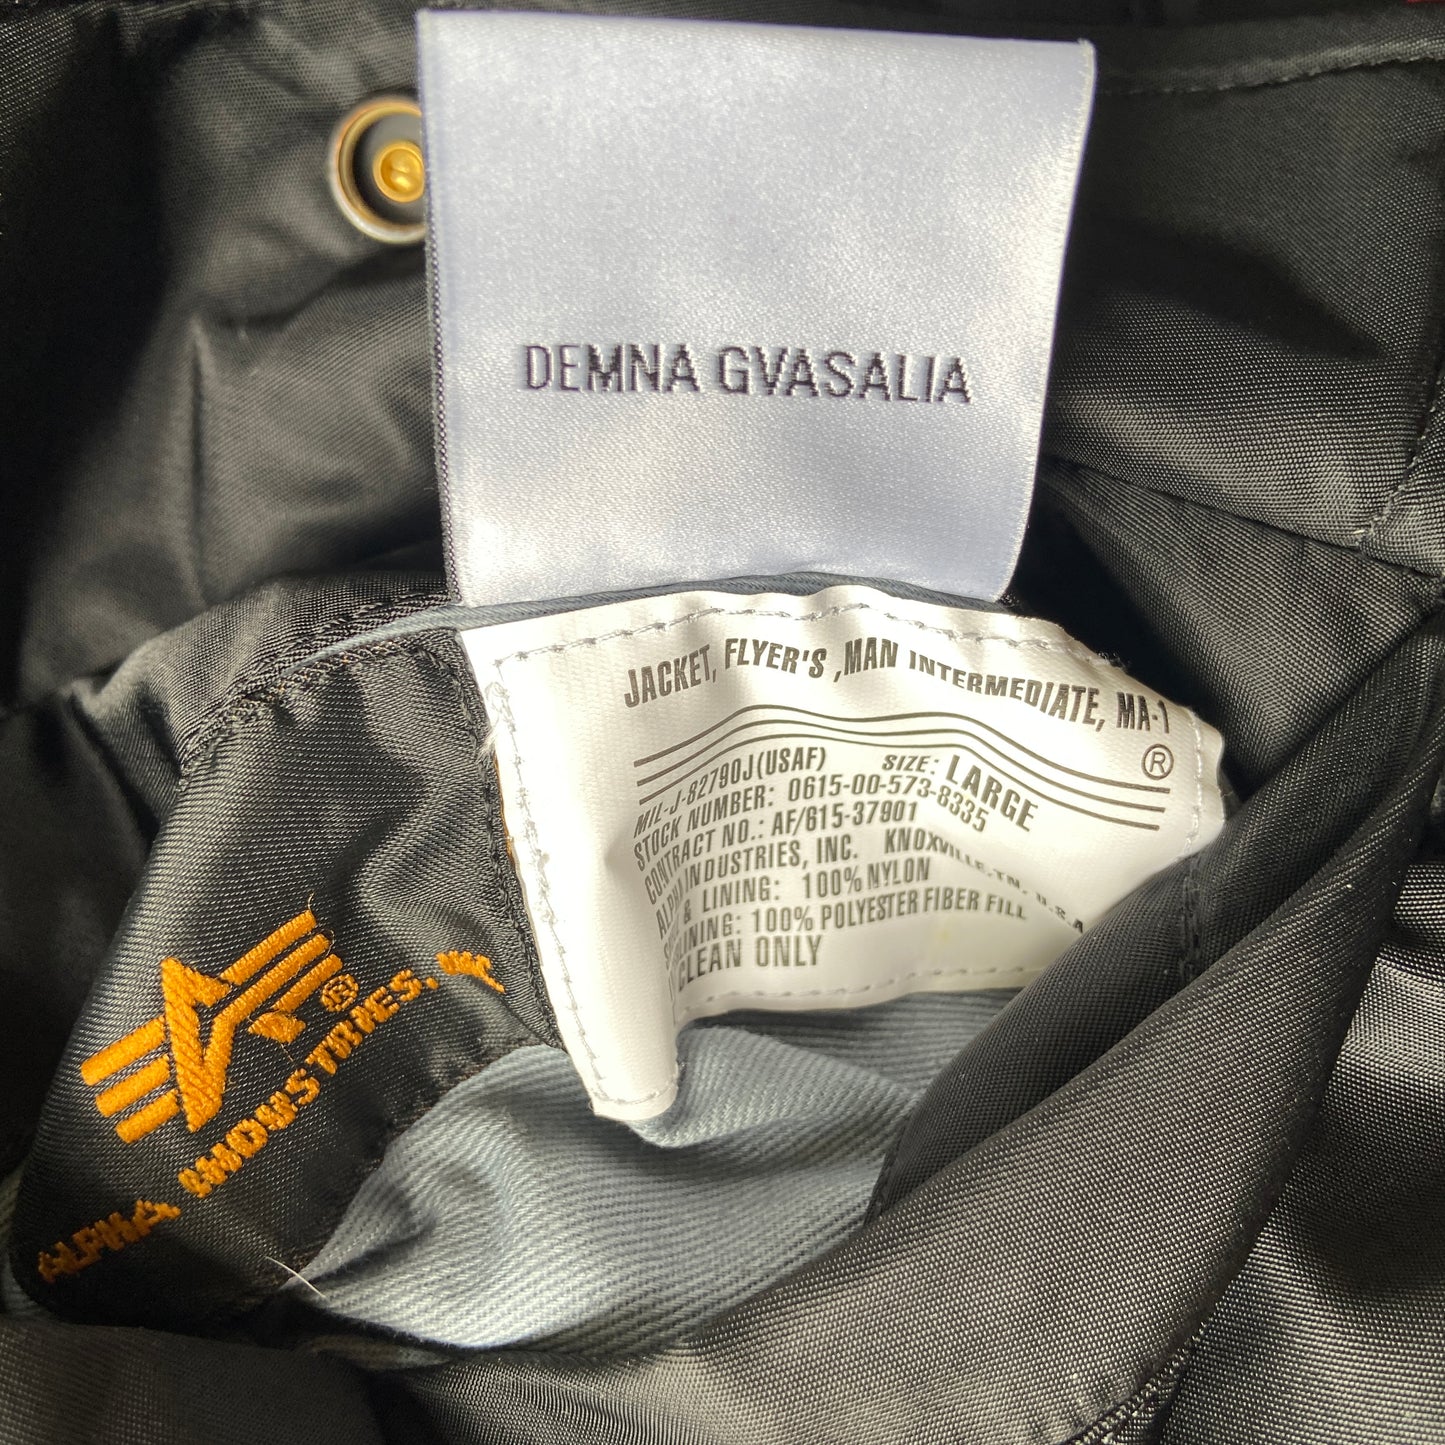 DEMNA GVASALIA
JACKET, FLYER'S ,MAN INTERMEDIATE, MA-1
®
MIL-J-82790J(USAF) SIZE: LARGE
STOCK NUMBER: 0615-00-573-8335
CONTRACT NO.: AF/615-37901
ALPHA INDUSTRIES, INC. KNOXVILLE, TN. U.S.A
& LINING: 100% NYLON
LINING: 100% POLYESTER FIBER FILL
CLEAN ONLY
®
ALPHA INDUSTRIES,